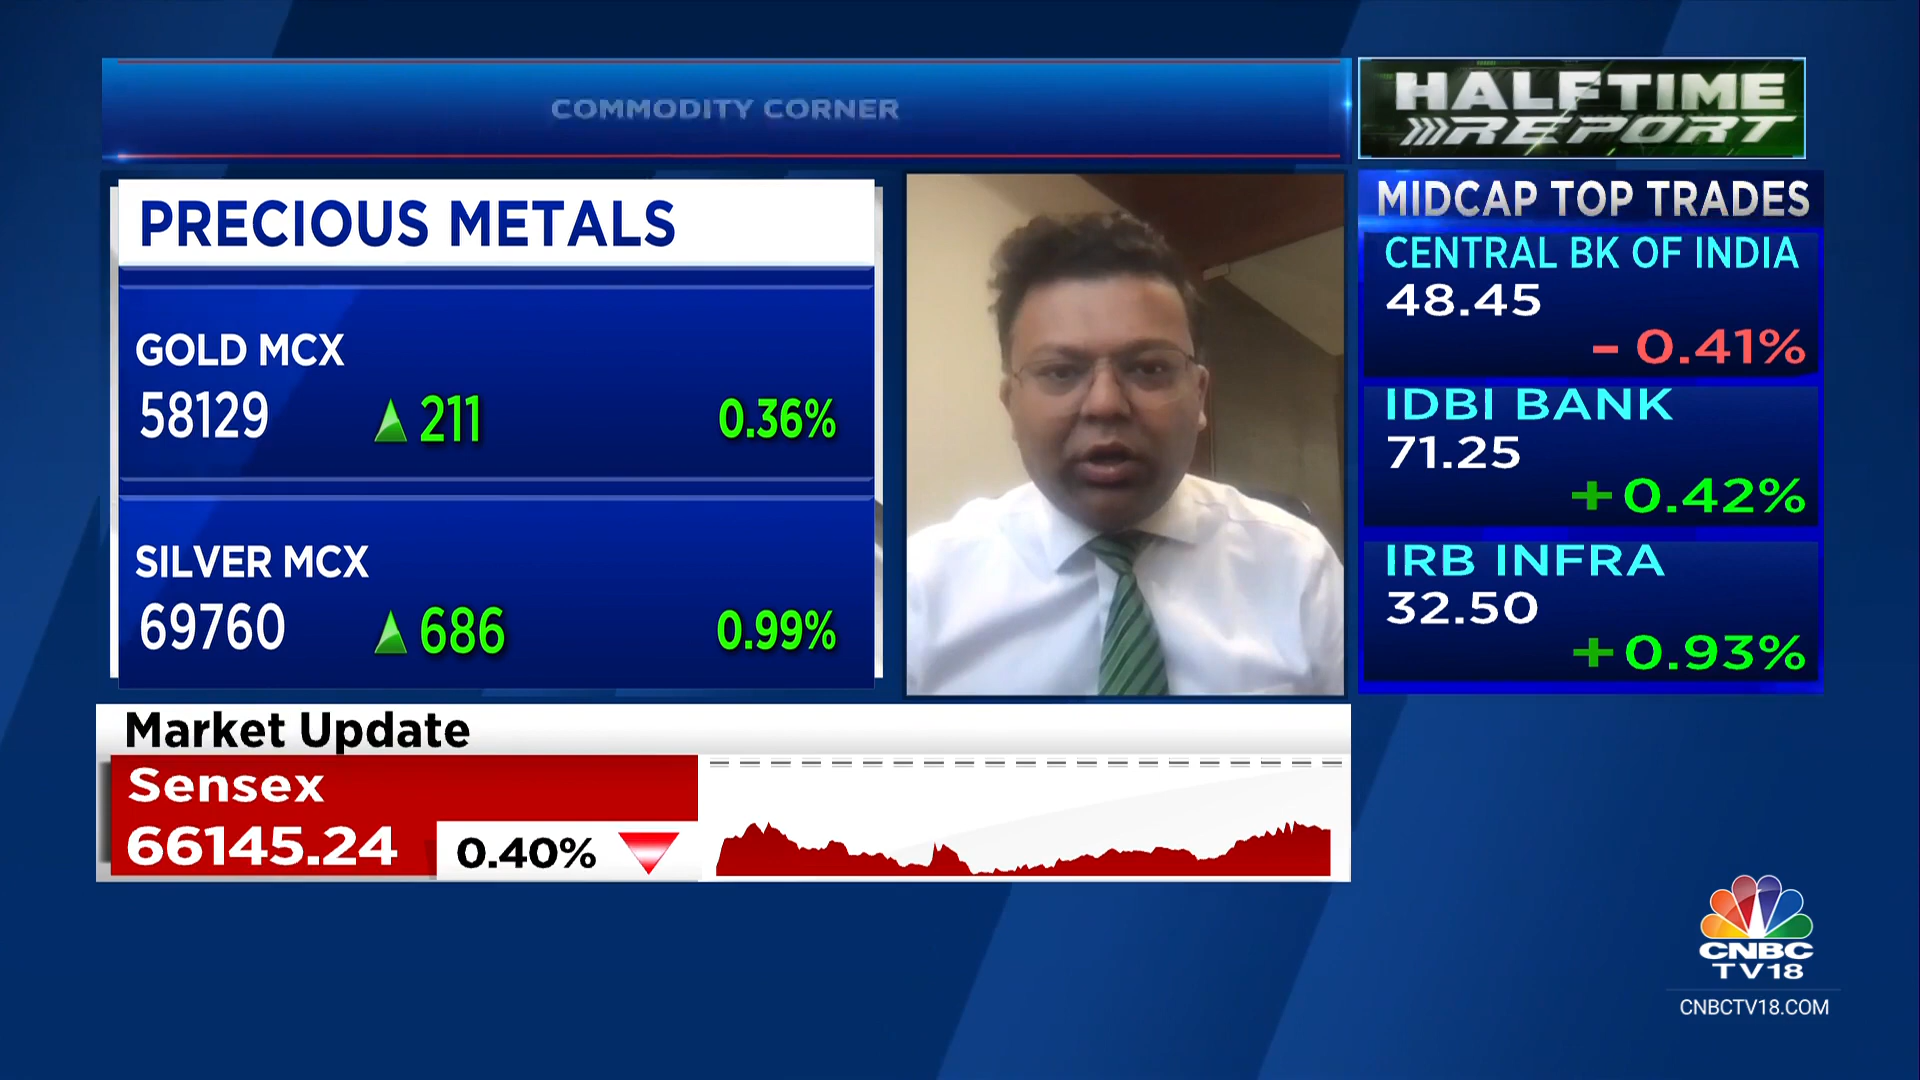 COMMODITY CORNER
HALFTIME
REPORT
PRECIOUS METALS
GOLD MCX
58129 ▲ 211 0.36%
SILVER MCX
69760 ▲ 686 0.99%
MIDCAP TOP TRADES
CENTRAL BK OF INDIA
48.45
- 0.41%
IDBI BANK
71.25
+ 0.42%
IRB INFRA
32.50
+ 0.93%
Market Update
Sensex
66145.24 0.40% ▼
CNBC
TV18
CNBCTV18.COM